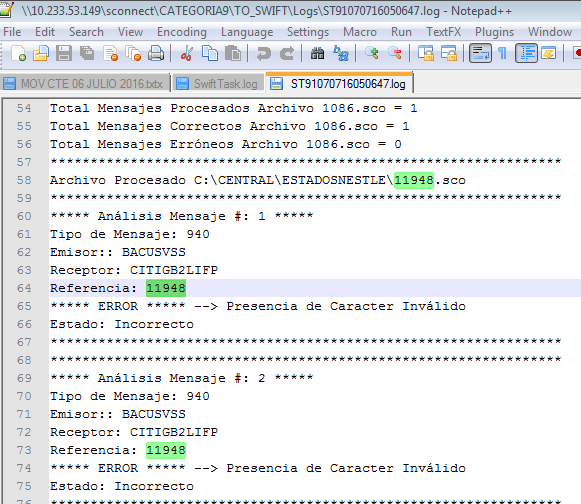 \\10.233.53.149\sconnect\CATEGORIA9\TO_SWIFT\Logs\ST91070716050647.log - Notepad++
File Edit Search View Encoding Language Settings Macro Run TextFX Plugins Window
MOV CTE 06 JULIO 2016.txtx SwiftTask.log ST91070716050647.log
54 Total Mensajes Procesados Archivo 1086.sco = 1
55 Total Mensajes Correctos Archivo 1086.sco = 1
56 Total Mensajes Erróneos Archivo 1086.sco = 0
57 ***************************************************************
58 Archivo Procesado C:\CENTRAL\ESTADOSNESTLE\11948.sco
59 ***************************************************************
60 ***** Análisis Mensaje #: 1 *****
61 Tipo de Mensaje: 940
62 Emisor:: BACUSVSS
63 Receptor: CITIGB2LIFP
64 Referencia: 11948
65 ***** ERROR ***** --> Presencia de Caracter Inválido
66 Estado: Incorrecto
67 ***************************************************************
68 ***************************************************************
69 ***** Análisis Mensaje #: 2 *****
70 Tipo de Mensaje: 940
71 Emisor:: BACUSVSS
72 Receptor: CITIGB2LIFP
73 Referencia: 11948
74 ***** ERROR ***** --> Presencia de Caracter Inválido
75 Estado: Incorrecto
76 ***************************************************************